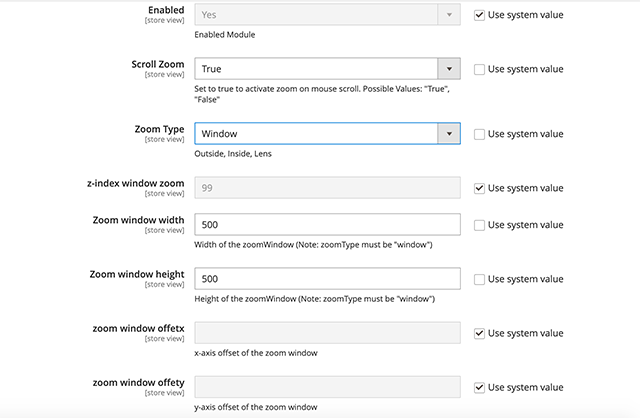 Enabled Yes Use system value
[store view]
Enabled Module
Scroll Zoom True Use system value
[store view]
Set to true to activate zoom on mouse scroll. Possible Values: "True",
"False"
Zoom Type Window Use system value
[store view]
Outside, Inside, Lens
z-index window zoom 99 Use system value
[store view]
Zoom window width 500 Use system value
[store view]
Width of the zoomWindow (Note: zoomType must be "window")
Zoom window height 500 Use system value
[store view]
Height of the zoomWindow (Note: zoomType must be "window")
zoom window offetx Use system value
[store view]
x-axis offset of the zoom window
zoom window offety Use system value
[store view]
y-axis offset of the zoom window